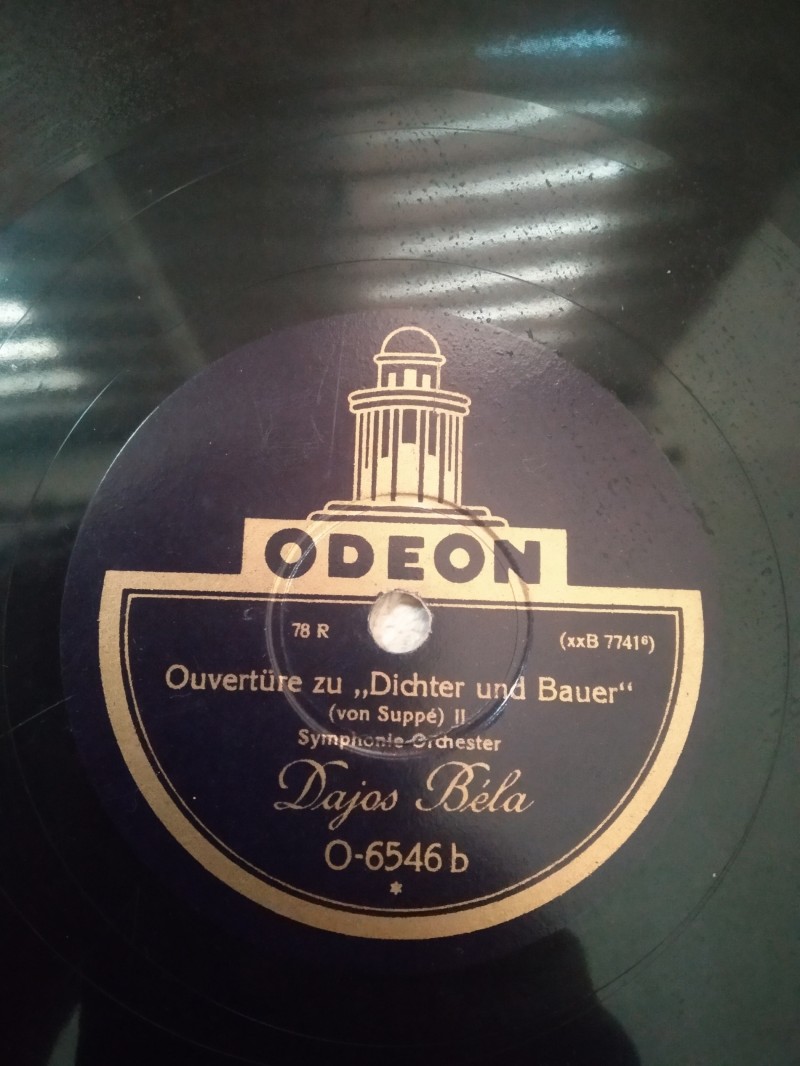 ODEON
78 R (xxB 7741⁶)
Ouvertüre zu „Dichter und Bauer“
(von Suppé) II
Symphonie-Orchester
Dajos Béla
O-6546 b
*